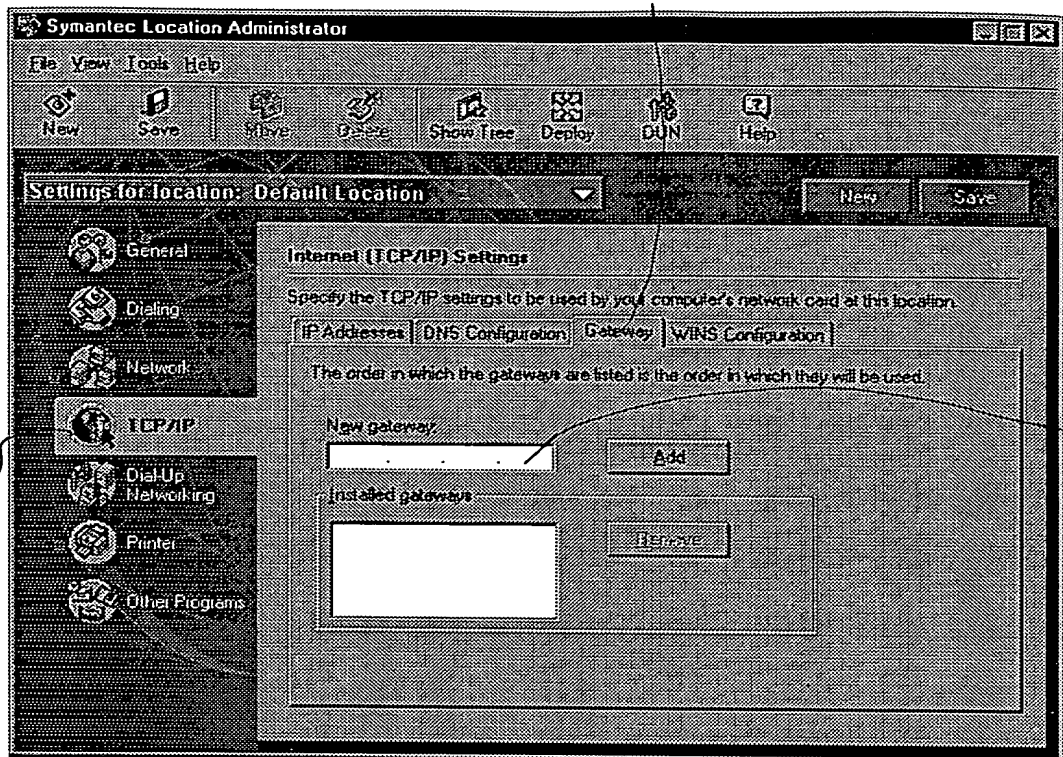 Symantec Location Administrator
File View Tools Help
New Save Move Delete Show Tree Deploy DUN Help
Settings for location: Default Location
New Save
General
Dialing
Network
TCP/IP
Dial-Up
Networking
Printer
Other Programs
Internet (TCP/IP) Settings
Specify the TCP/IP settings to be used by your computer's network card at this location.
IP Addresses DNS Configuration Gateway WINS Configuration
The order in which the gateways are listed is the order in which they will be used.
New gateway:
. . .
Add
Installed gateways
Remove